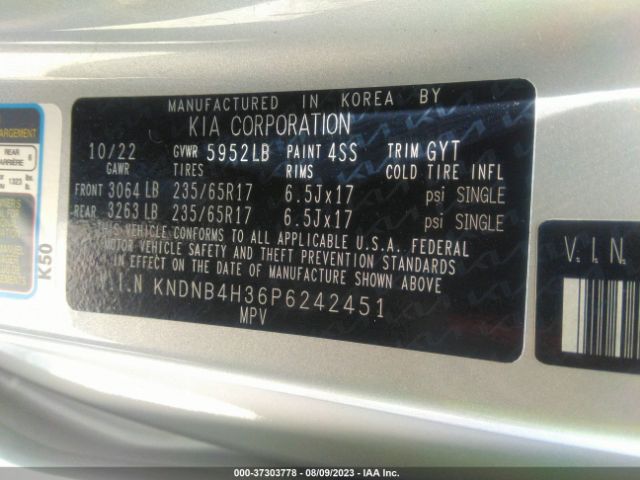 MANUFACTURED IN KOREA BY
KIA CORPORATION
10/22 GVWR 5952LB PAINT 4SS TRIM GYT
GAWR TIRES RIMS COLD TIRE INFL
FRONT 3064 LB 235/65R17 6.5Jx17 psi SINGLE
REAR 3263 LB 235/65R17 6.5Jx17 psi SINGLE
THIS VEHICLE CONFORMS TO ALL APPLICABLE U.S.A. FEDERAL
MOTOR VEHICLE SAFETY AND THEFT PREVENTION STANDARDS
IN EFFECT ON THE DATE OF MANUFACTURE SHOWN ABOVE
V.I.N KNDNB4H36P6242451
MPV
K50
REAR
ARRIÈRE
V.I.N.
000-37303778 - 08/09/2023 - IAA Inc.